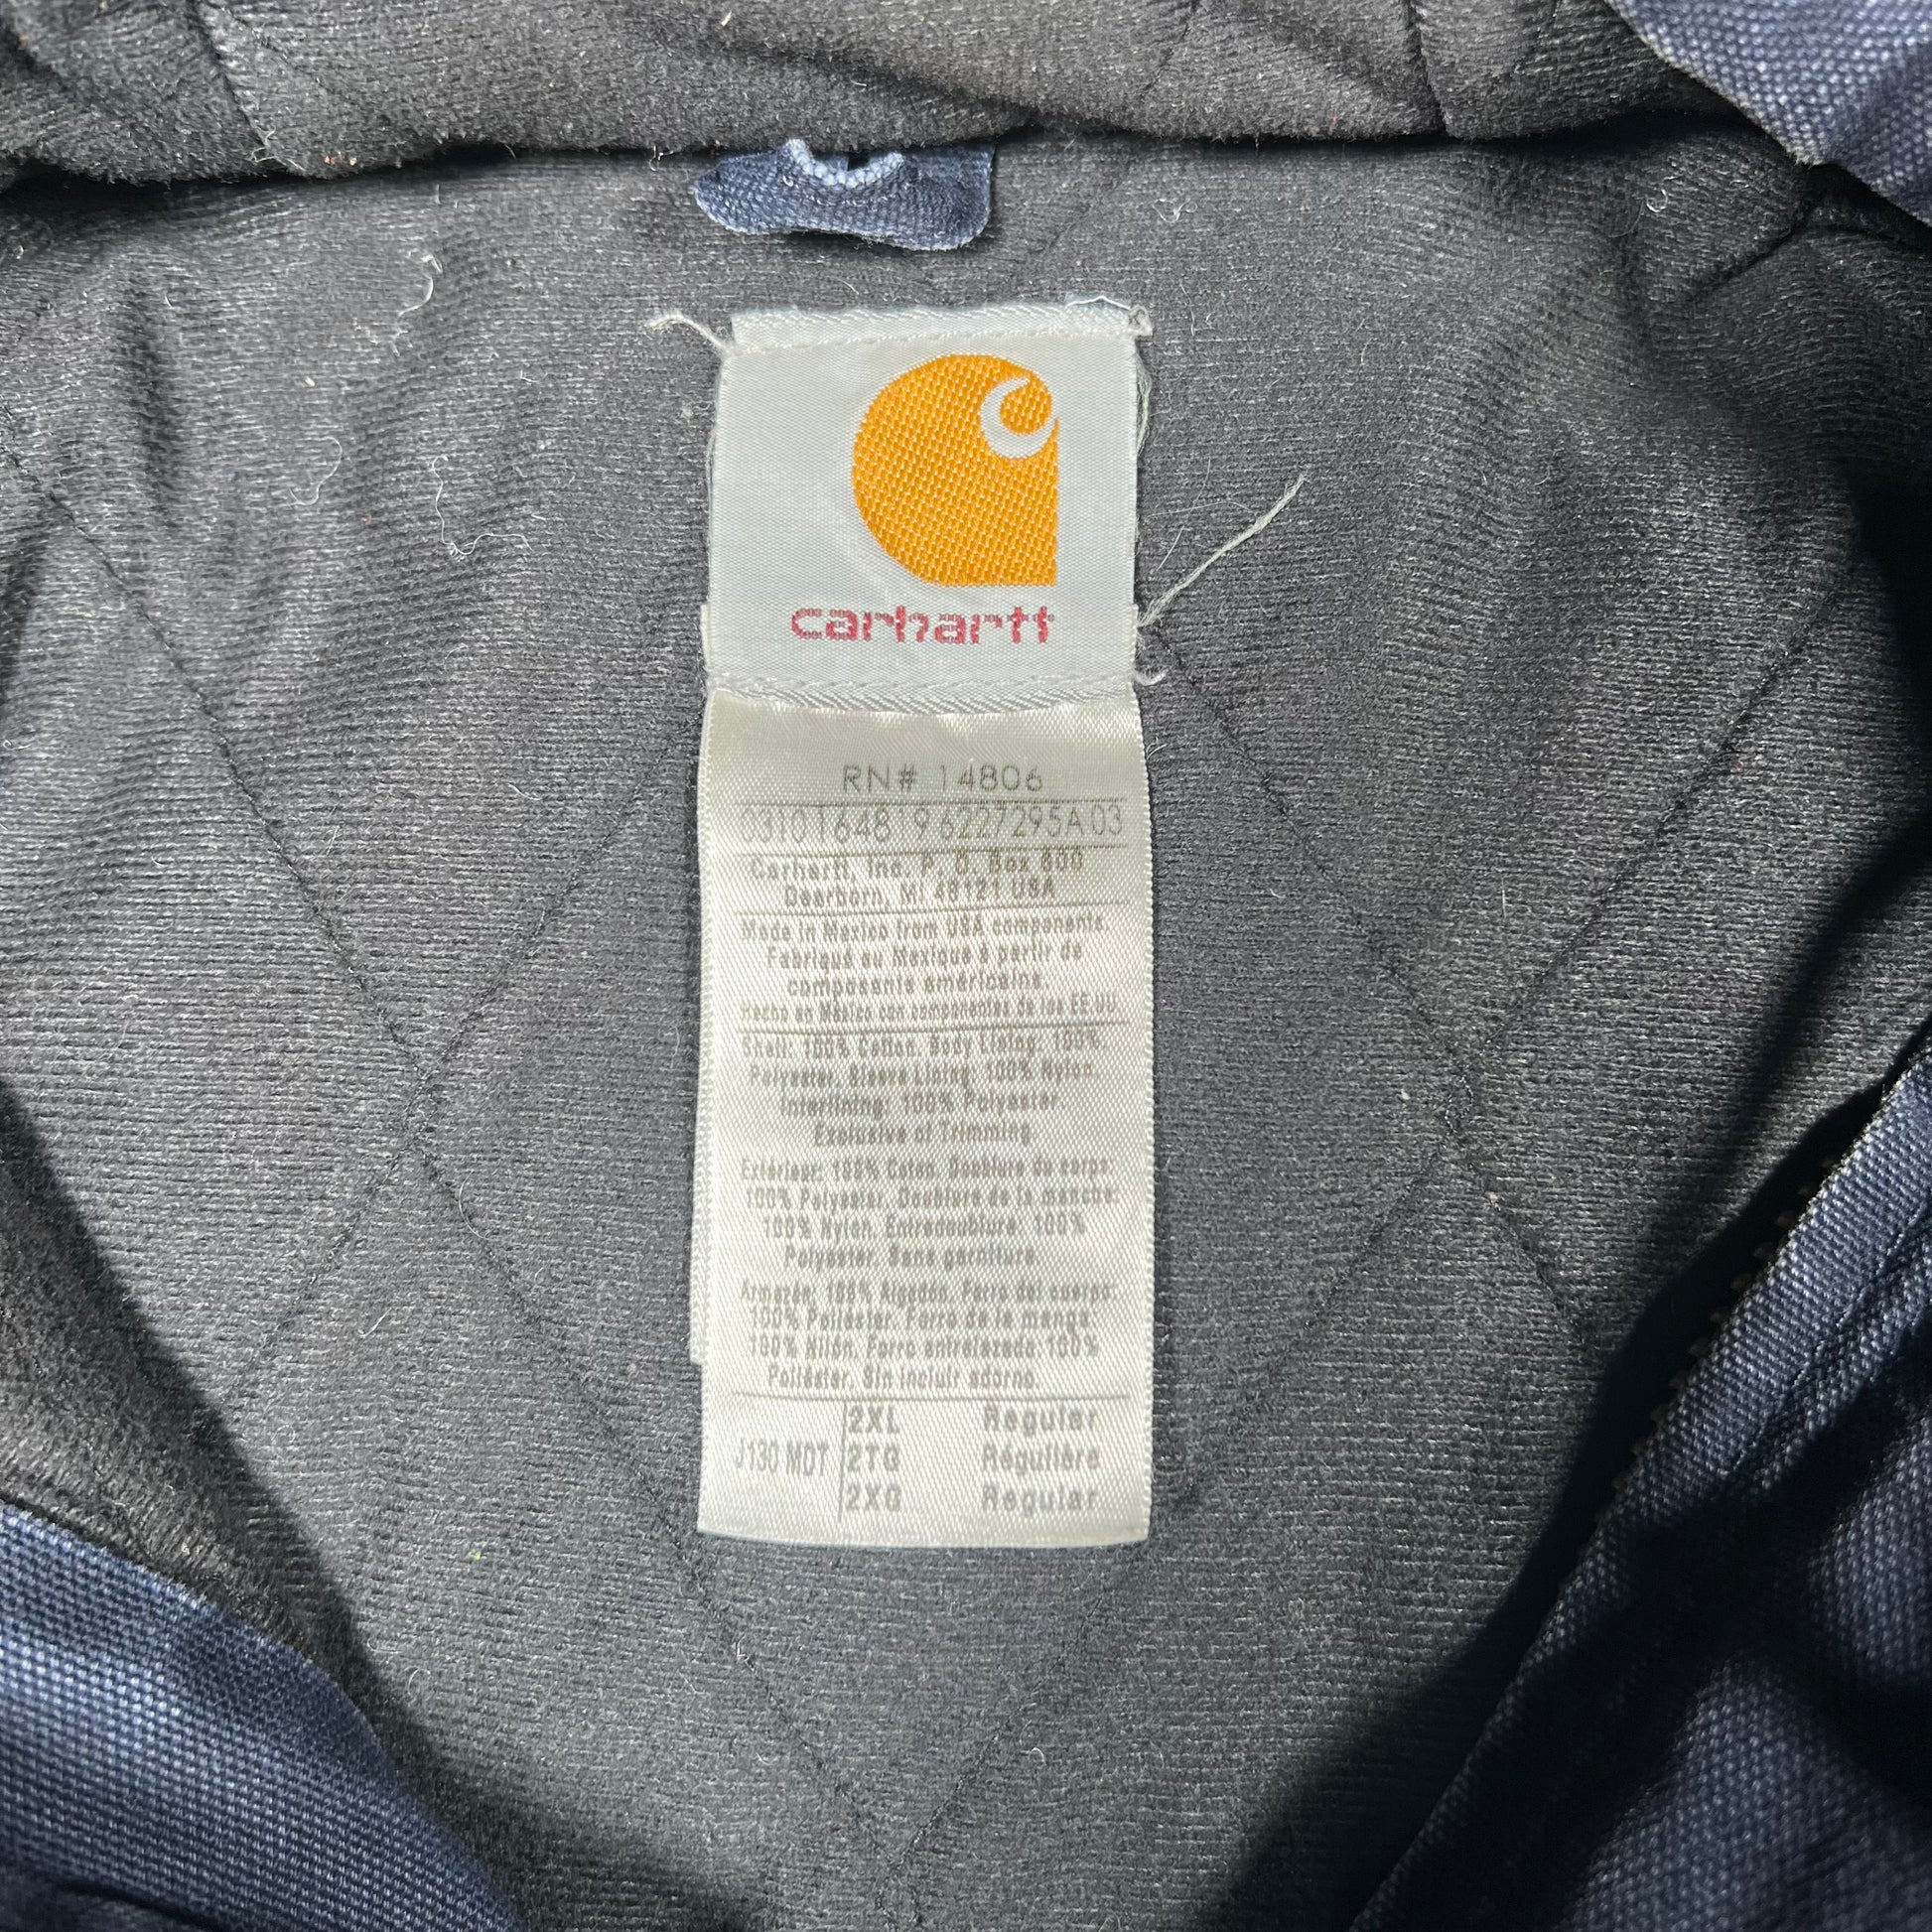 carhartt
RN# 14806
03101648 96227295A03
Carhartt, Inc. P. O. Box 600
Dearborn, MI 48121 USA
Made in Mexico from USA components.
Fabriqué au Mexique à partir de
composants américains.
Hecho en México con componentes de los EE.UU.
Shell: 100% Cotton. Body Lining: 100%
Polyester. Sleeve Lining: 100% Nylon.
Interlining: 100% Polyester.
Exclusive of Trimming
Extérieur: 100% Coton. Doublure du corps:
100% Polyester. Doublure de la manche:
100% Nylon. Entredoublure: 100%
Polyester. Sans garniture.
Armazón: 100% Algodón. Forro del cuerpo:
100% Poliéster. Forro de la manga:
100% Nilón. Forro entrelazado: 100%
Poliéster. Sin incluir adorno.
J130 MDT
2XL Regular
2TG Régulière
2XG Regular